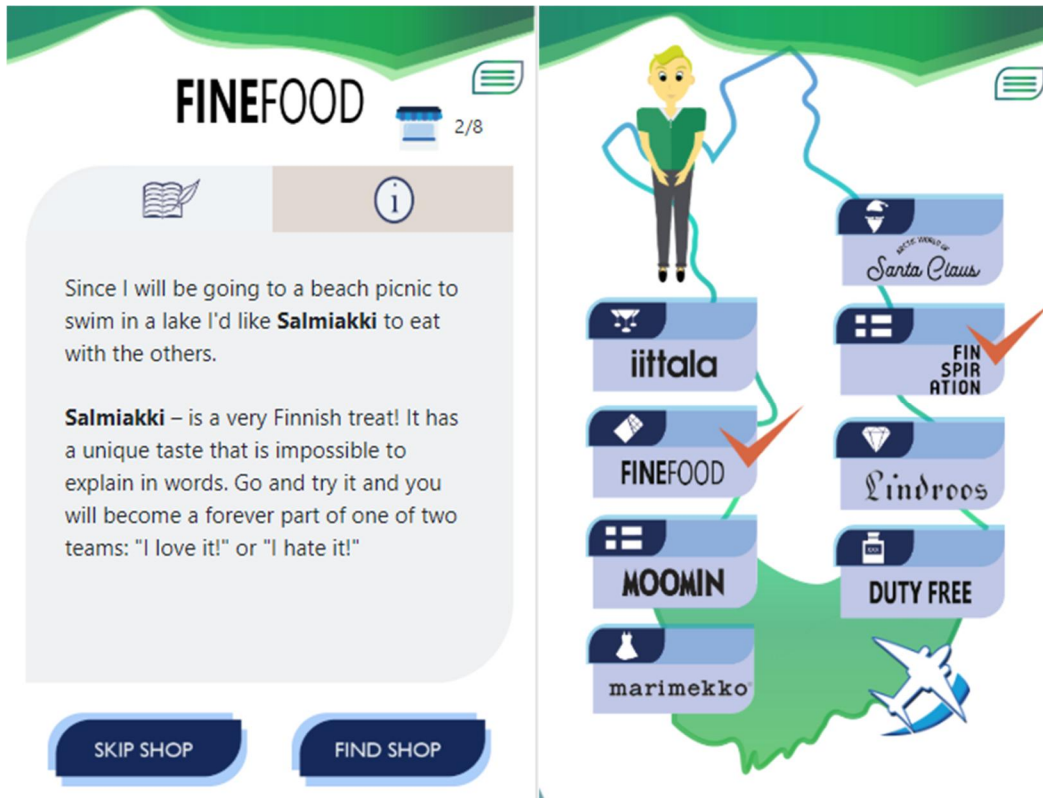 FINEFOOD
2/8
i
Since I will be going to a beach picnic to
swim in a lake I'd like Salmiakki to eat
with the others.
Salmiakki – is a very Finnish treat! It has
a unique taste that is impossible to
explain in words. Go and try it and you
will become a forever part of one of two
teams: "I love it!" or "I hate it!"
SKIP SHOP
FIND SHOP
iittala
FINEFOOD
MOOMIN
marimekko®
ARCTIC WORLD OF
Santa Claus
FIN
SPIR
ATION
Lindroos
DUTY FREE